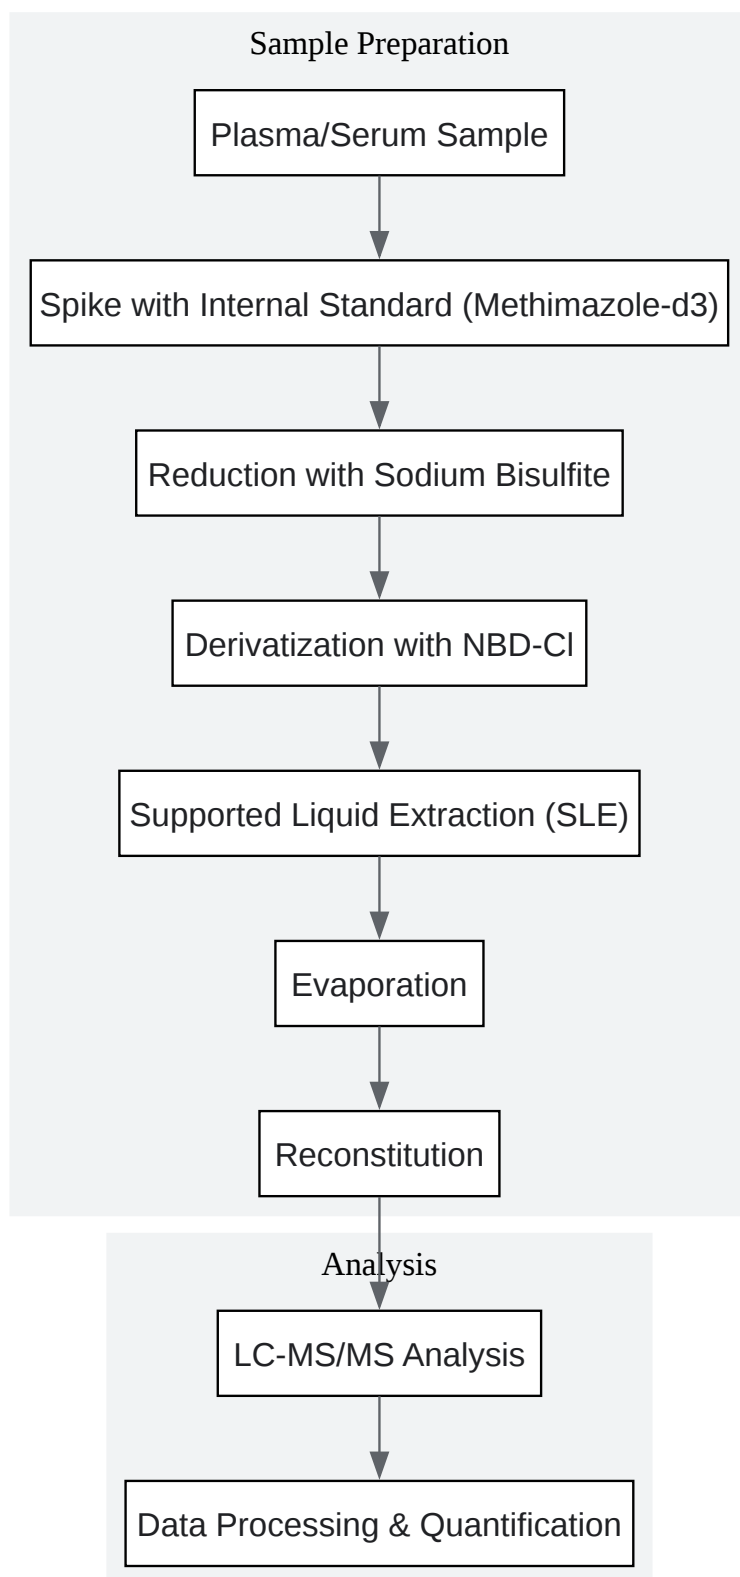 Sample Preparation
Plasma/Serum Sample
Spike with Internal Standard (Methimazole-d3)
Reduction with Sodium Bisulfite
Derivatization with NBD-Cl
Supported Liquid Extraction (SLE)
Evaporation
Reconstitution
Analysis
LC-MS/MS Analysis
Data Processing & Quantification